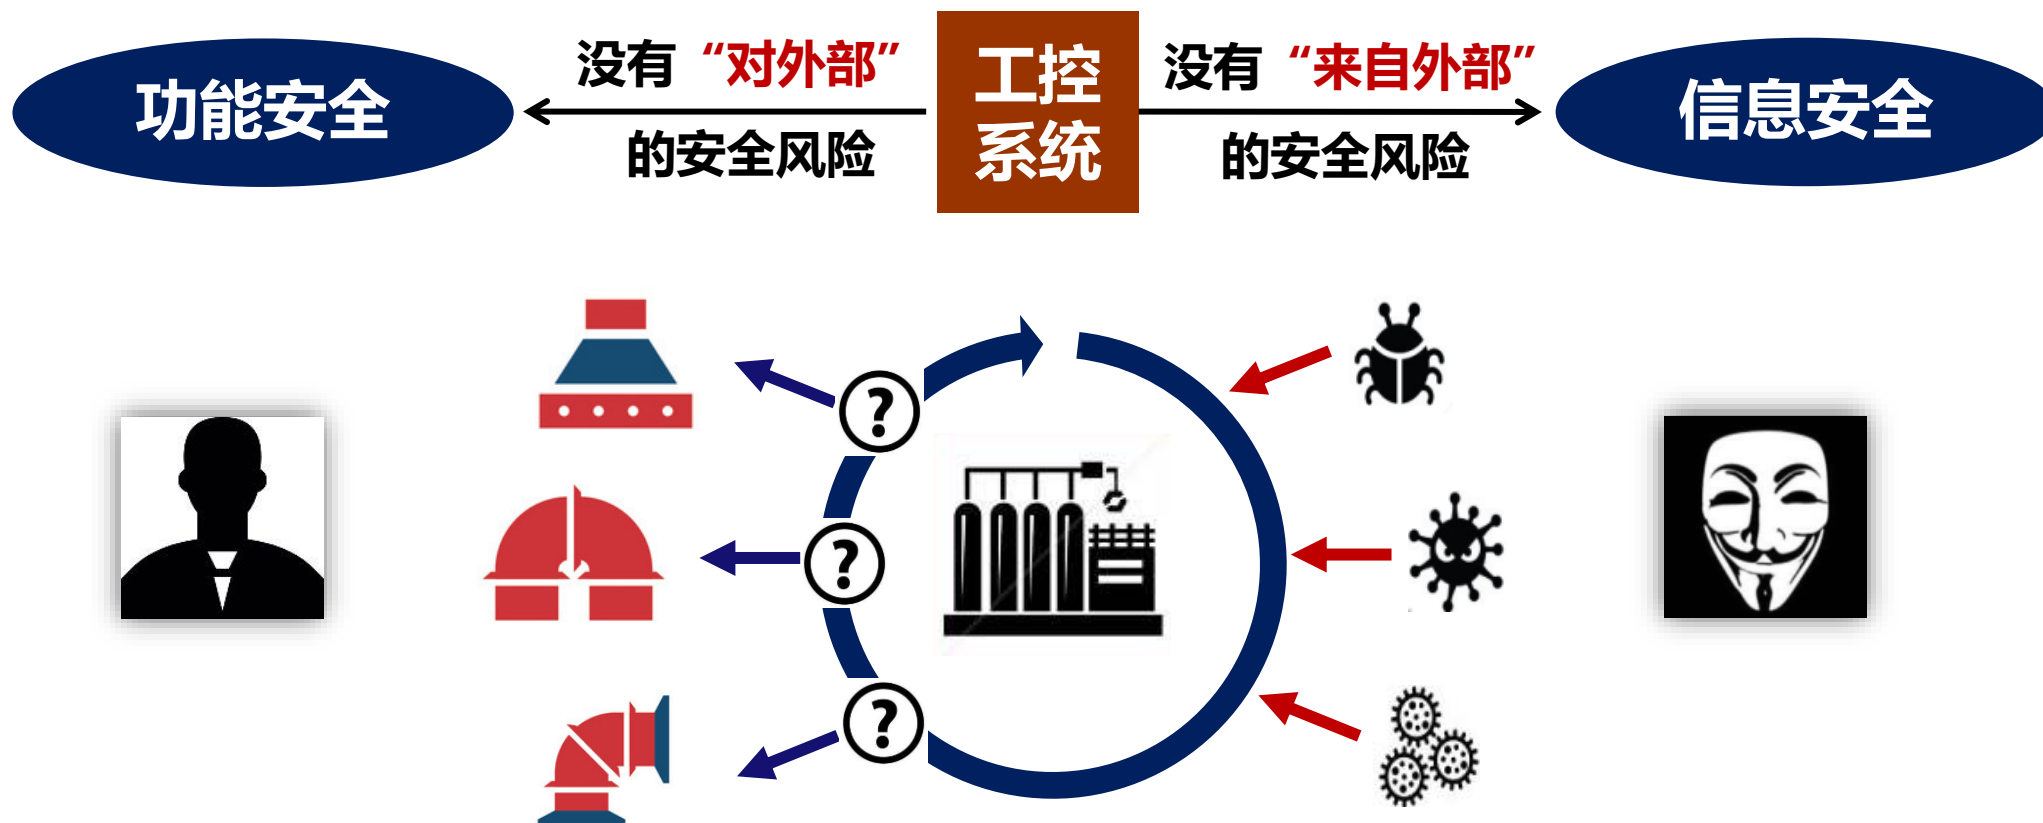 功能安全
没有“对外部”
的安全风险
工控
系统
没有“来自外部”
的安全风险
信息安全
?
?
?